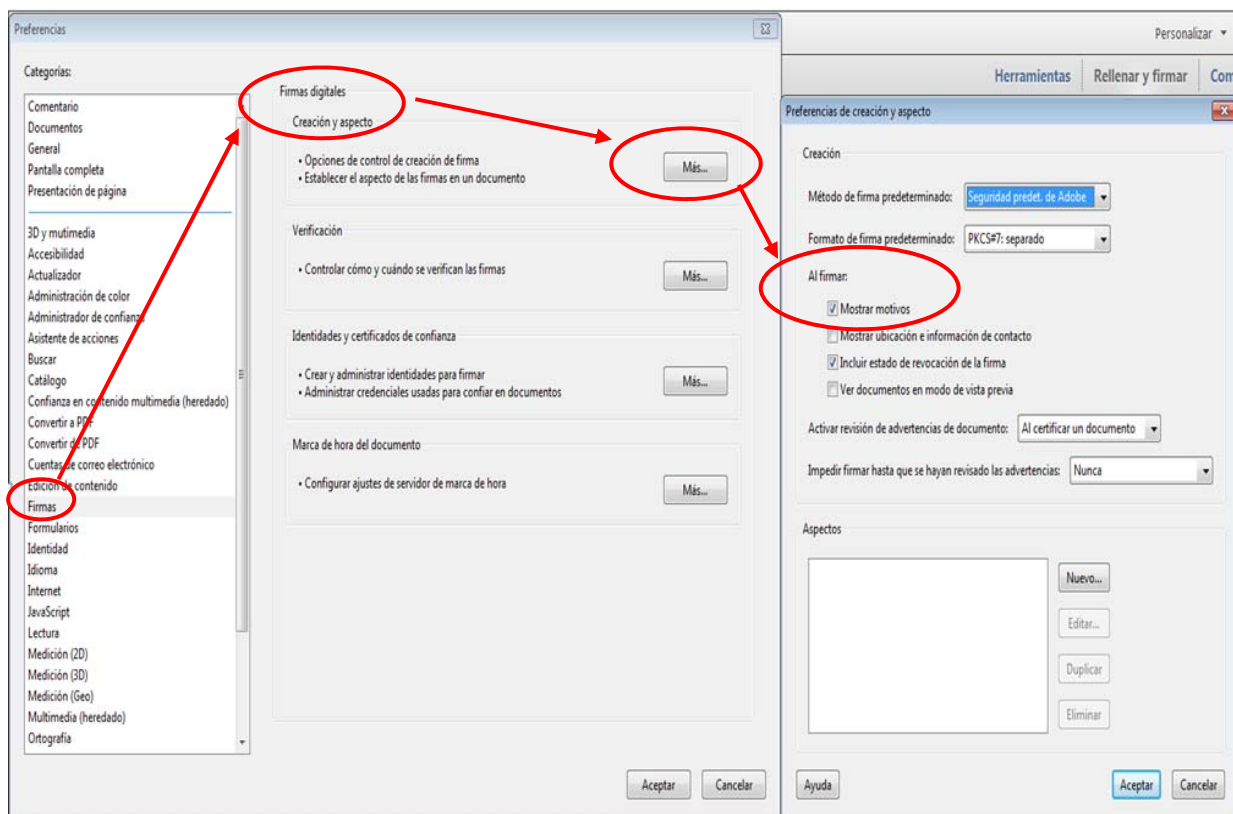 Preferencias
Categorías:
Comentario
Documentos
General
Pantalla completa
Presentación de página
3D y mutimedia
Accesibilidad
Actualizador
Administración de color
Administrador de confianza
Asistente de acciones
Buscar
Catálogo
Confianza en contenido multimedia (heredado)
Convertir a PDF
Convertir de PDF
Cuentas de correo electrónico
Edición de contenido
Firmas
Formularios
Identidad
Idioma
Internet
JavaScript
Lectura
Medición (2D)
Medición (3D)
Medición (Geo)
Multimedia (heredado)
Ortografía
Firmas digitales
Creación y aspecto
• Opciones de control de creación de firma
• Establecer el aspecto de las firmas en un documento
Más...
Verificación
• Controlar cómo y cuándo se verifican las firmas
Más...
Identidades y certificados de confianza
• Crear y administrar identidades para firmar
• Administrar credenciales usadas para confiar en documentos
Más...
Marca de hora del documento
• Configurar ajustes de servidor de marca de hora
Más...
Aceptar Cancelar
Personalizar
Herramientas Rellenar y firmar Com
Preferencias de creación y aspecto
Creación
Método de firma predeterminado: Seguridad predet. de Adobe
Formato de firma predeterminado: PKCS#7: separado
Al firmar:
Mostrar motivos
Mostrar ubicación e información de contacto
Incluir estado de revocación de la firma
Ver documentos en modo de vista previa
Activar revisión de advertencias de documento: Al certificar un documento
Impedir firmar hasta que se hayan revisado las advertencias: Nunca
Aspectos
Nuevo...
Editar...
Duplicar
Eliminar
Ayuda Aceptar Cancelar